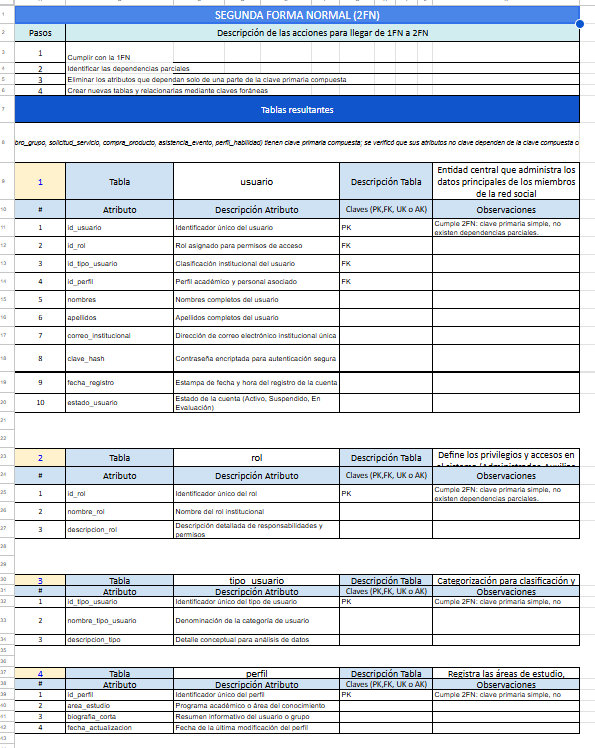 SEGUNDA FORMA NORMAL (2FN)
Pasos Descripción de las acciones para llegar de 1FN a 2FN
1 Cumplir con la 1FN
2 Identificar las dependencias parciales
3 Eliminar los atributos que dependan solo de una parte de la clave primaria compuesta
4 Crear nuevas tablas y relacionarlas mediante claves foráneas
Tablas resultantes
bro_grupo, solicitud_servicio, compra_producto, asistencia_evento, perfil_habilidad) tienen clave primaria compuesta; se verificó que sus atributos no clave dependen de la clave compuesta c
1 Tabla usuario Descripción Tabla Entidad central que administra los
datos principales de los miembros
de la red social
# Atributo Descripción Atributo Claves (PK,FK, UK o AK) Observaciones
1 id_usuario Identificador único del usuario PK Cumple 2FN: clave primaria simple, no
existen dependencias parciales.
2 id_rol Rol asignado para permisos de acceso FK
3 id_tipo_usuario Clasificación institucional del usuario FK
4 id_perfil Perfil académico y personal asociado FK
5 nombres Nombres completos del usuario
6 apellidos Apellidos completos del usuario
7 correo_institucional Dirección de correo electrónico institucional única
8 clave_hash Contraseña encriptada para autenticación segura
9 fecha_registro Estampa de fecha y hora del registro de la cuenta
10 estado_usuario Estado de la cuenta (Activo, Suspendido, En
Evaluación)
2 Tabla rol Descripción Tabla Define los privilegios y accesos en
el sistema (Administrador, Auxiliar
# Atributo Descripción Atributo Claves (PK,FK, UK o AK) Observaciones
1 id_rol Identificador único del rol PK Cumple 2FN: clave primaria simple, no
existen dependencias parciales.
2 nombre_rol Nombre del rol institucional
3 descripcion_rol Descripción detallada de responsabilidades y
permisos
3 Tabla tipo_usuario Descripción Tabla Categorización para clasificación y
# Atributo Descripción Atributo Claves (PK,FK, UK o AK) Observaciones
1 id_tipo_usuario Identificador único del tipo de usuario PK Cumple 2FN: clave primaria simple, no
2 nombre_tipo_usuario Denominación de la categoría de usuario
3 descripcion_tipo Detalle conceptual para análisis de datos
4 Tabla perfil Descripción Tabla Registra las áreas de estudio,
# Atributo Descripción Atributo Claves (PK,FK, UK o AK) Observaciones
1 id_perfil Identificador único del perfil PK Cumple 2FN: clave primaria simple, no
2 area_estudio Programa académico o área del conocimiento
3 biografia_corta Resumen informativo del usuario o grupo
4 fecha_actualizacion Fecha de la última modificación del perfil